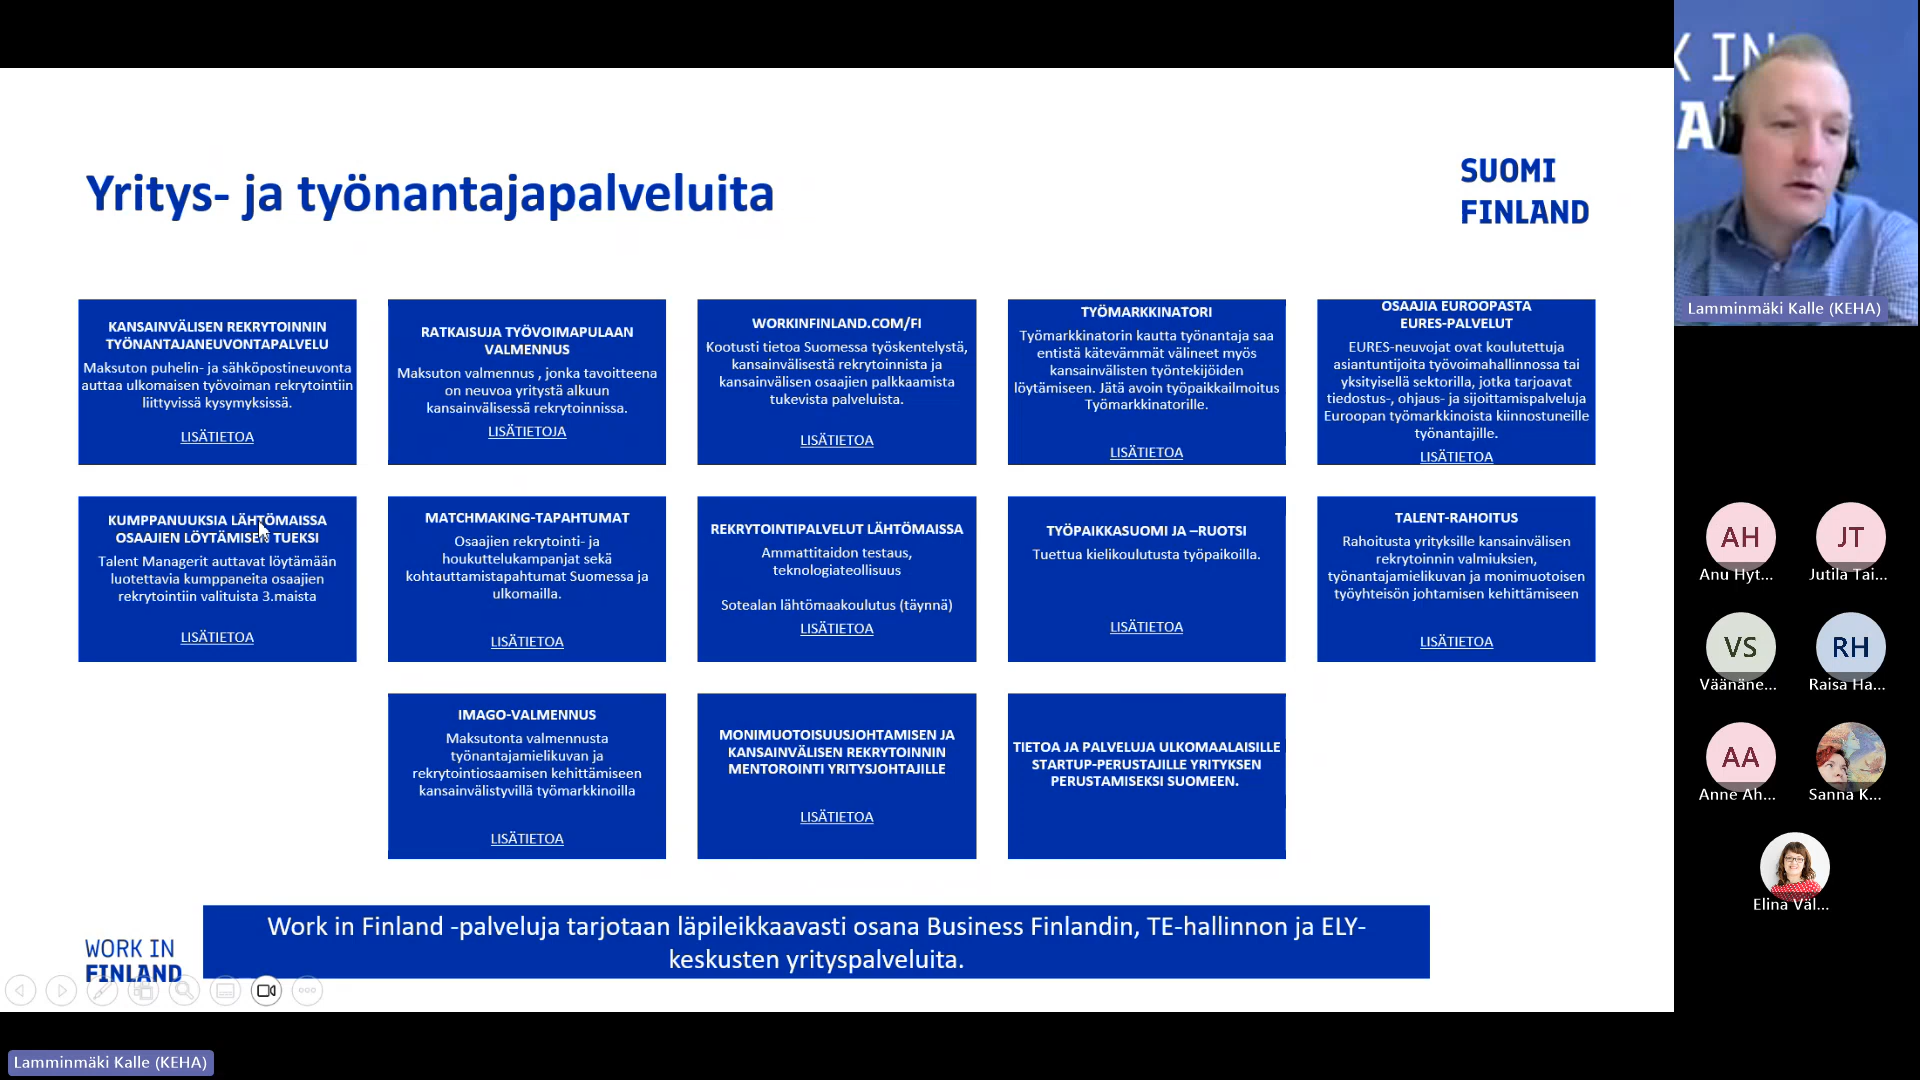 Yritys- ja työnantajapalveluita
SUOMI
FINLAND
KANSAINVÄLISEN REKRYTOINNIN
TYÖNANTAJANEUVONTAPALVELU
Maksuton puhelin- ja sähköpostineuvonta
auttaa ulkomaisen työvoiman rekrytointiin
liittyvissä kysymyksissä.
LISÄTIETOA
RATKAISUJA TYÖVOIMAPULAAN
VALMENNUS
Maksuton valmennus , jonka tavoitteena
on neuvoa yritystä alkuun
kansainvälisessä rekrytoinnissa.
LISÄTIETOJA
WORKINFINLAND.COM/FI
Kootusti tietoa Suomessa työskentelystä,
kansainvälisestä rekrytoinnista ja
kansainvälisen osaajien palkkaamista
tukevista palveluista.
LISÄTIETOA
TYÖMARKKINATORI
Työmarkkinatorin kautta työnantaja saa
entistä kätevämmät välineet myös
kansainvälisten työntekijöiden
löytämiseen. Jätä avoin työpaikkailmoitus
Työmarkkinatorille.
LISÄTIETOA
OSAAJIA EUROOPASTA
EURES-PALVELUT
EURES-neuvojat ovat koulutettuja
asiantuntijoita työvoimahallinnossa tai
yksityisellä sektorilla, jotka tarjoavat
tiedostus-, ohjaus- ja sijoittamispalveluja
Euroopan työmarkkinoista kiinnostuneille
työnantajille.
LISÄTIETOA
KUMPPANUUKSIA LÄHTÖMAISSA
OSAAJIEN LÖYTÄMISEN TUEKSI
Talent Managerit auttavat löytämään
luotettavia kumppaneita osaajien
rekrytointiin valituista 3.maista
LISÄTIETOA
MATCHMAKING-TAPAHTUMAT
Osaajien rekrytointi- ja
houkuttelukampanjat sekä
kohtauttamistapahtumat Suomessa ja
ulkomailla.
LISÄTIETOA
REKRYTOINTIPALVELUT LÄHTÖMAISSA
Ammattitaidon testaus,
teknologiateollisuus
Sotealan lähtömaakoulutus (täynnä)
LISÄTIETOA
TYÖPAIKKASUOMI JA –RUOTSI
Tuettua kielikoulutusta työpaikoilla.
LISÄTIETOA
TALENT-RAHOITUS
Rahoitusta yrityksille kansainvälisen
rekrytoinnin valmiuksien,
työnantajamielikuvan ja monimuotoisen
työyhteisön johtamisen kehittämiseen
LISÄTIETOA
IMAGO-VALMENNUS
Maksutonta valmennusta
työnantajamielikuvan ja
rekrytointiosaamisen kehittämiseen
kansainvälistyvillä työmarkkinoilla
LISÄTIETOA
MONIMUOTOISUUSJOHTAMISEN JA
KANSAINVÄLISEN REKRYTOINNIN
MENTOROINTI YRITYSJOHTAJILLE
LISÄTIETOA
TIETOA JA PALVELUJA ULKOMAALAISILLE
STARTUP-PERUSTAJILLE YRITYKSEN
PERUSTAMISEKSI SUOMEEN.
Work in Finland -palveluja tarjotaan läpileikkaavasti osana Business Finlandin, TE-hallinnon ja ELY-
keskusten yrityspalveluita.
WORK IN
FINLAND
Lamminmäki Kalle (KEHA)
K IN
A
Lamminmäki Kalle (KEHA)
AH
Anu Hyt...
JT
Jutila Tai...
VS
Väänäne...
RH
Raisa Ha...
AA
Anne Ah...
Sanna K...
Elina Väl...